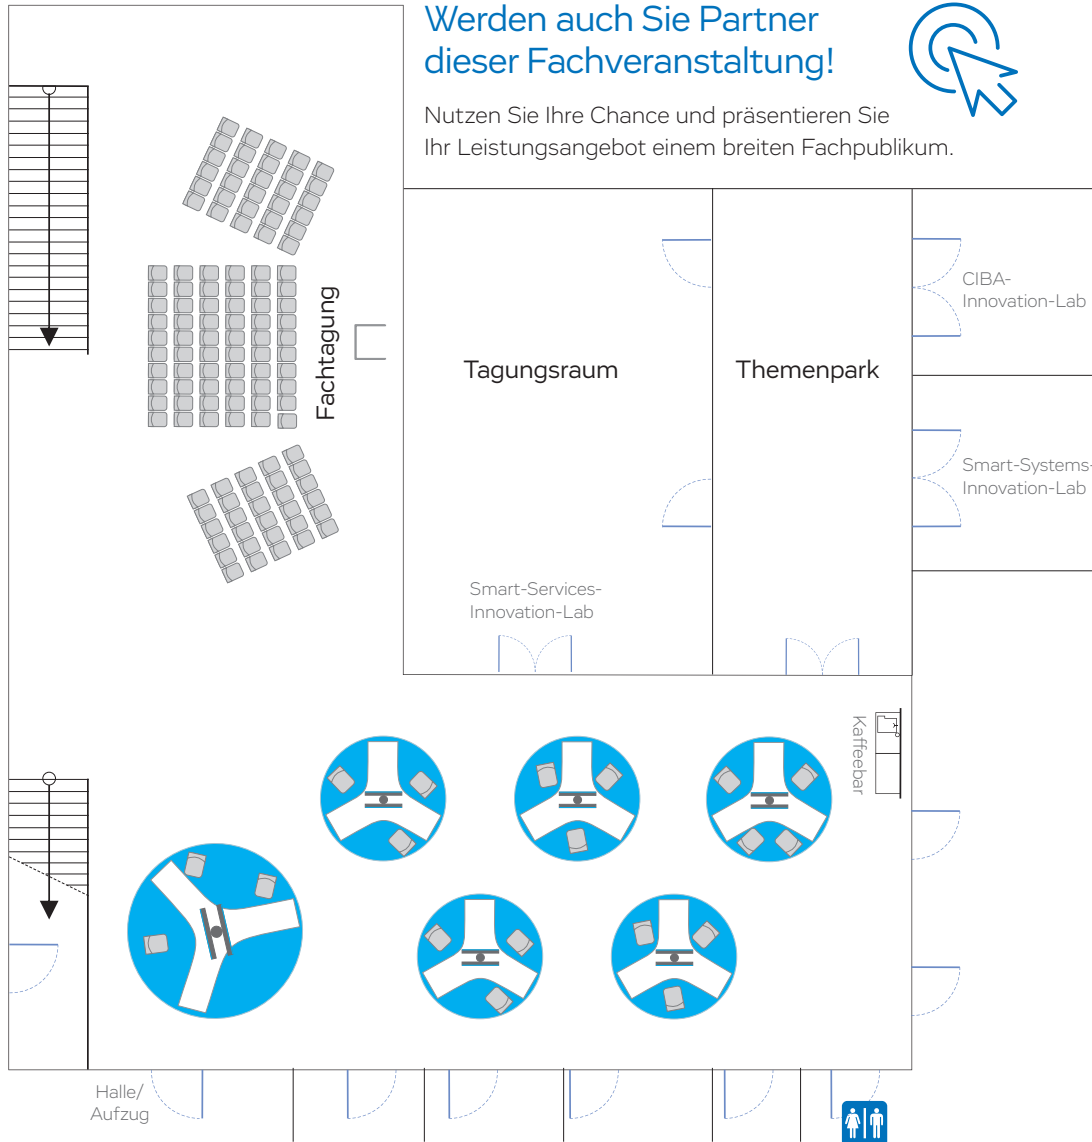 Werden auch Sie Partner
dieser Fachveranstaltung!
Nutzen Sie Ihre Chance und präsentieren Sie
Ihr Leistungsangebot einem breiten Fachpublikum.
CIBA-
Innovation-Lab
Fachtagung
Tagungsraum
Themenpark
Smart-Systems-
Innovation-Lab
Smart-Services-
Innovation-Lab
Kaffeebar
Halle/
Aufzug